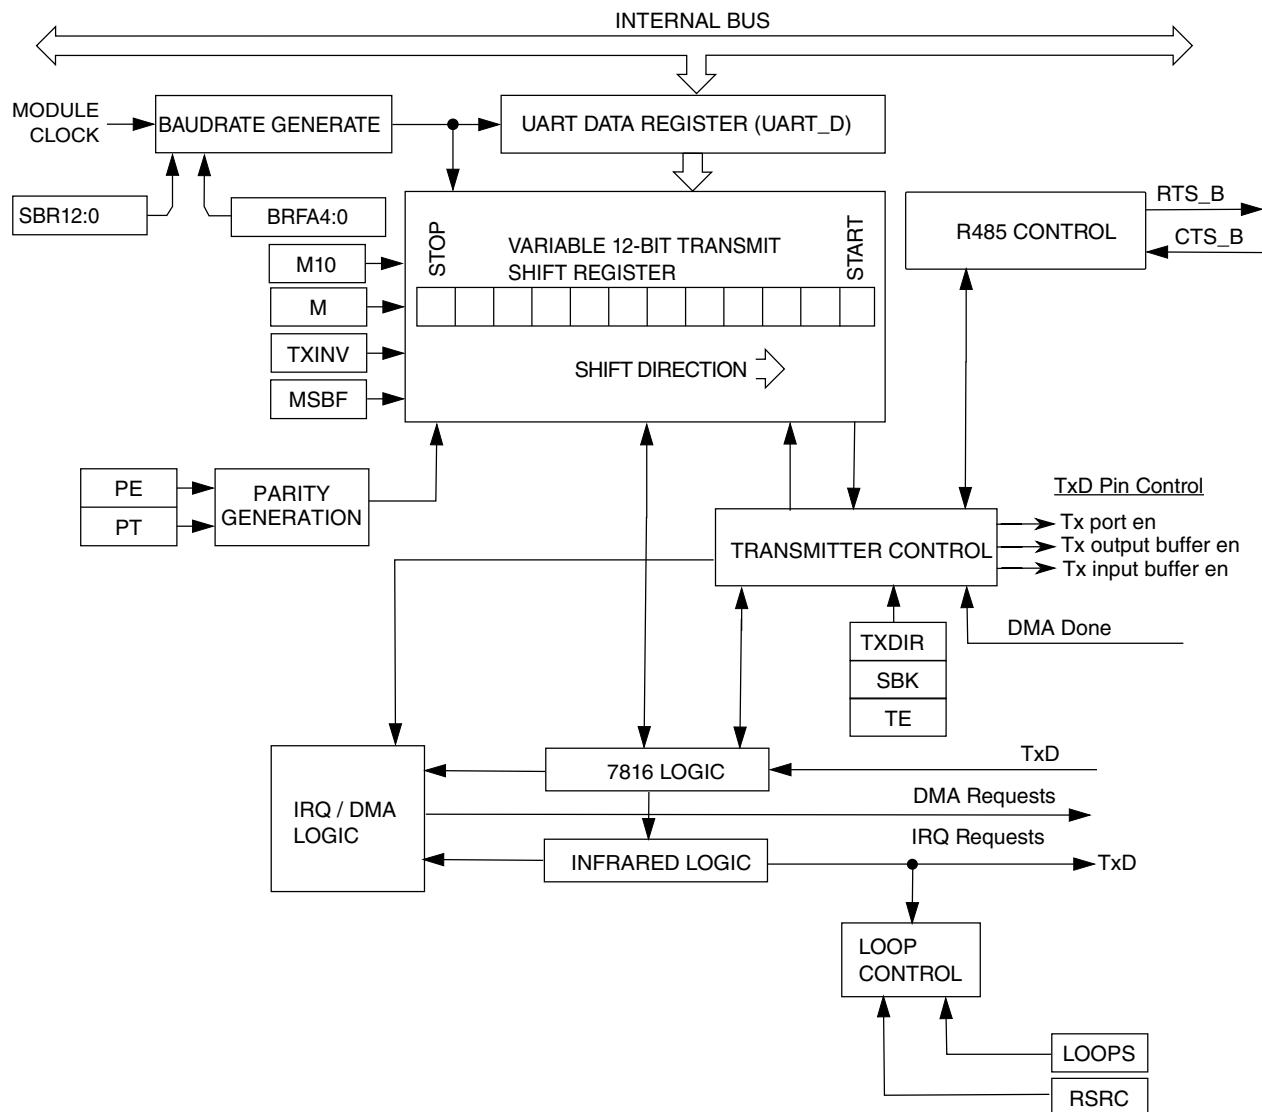 INTERNAL BUS
MODULE
CLOCK
BAUDRATE GENERATE
UART DATA REGISTER (UART_D)
SBR12:0
BRFA4:0
RTS_B
R485 CONTROL
CTS_B
STOP
VARIABLE 12-BIT TRANSMIT
SHIFT REGISTER
START
M10
M
TXINV
SHIFT DIRECTION
MSBF
PE
PT
PARITY
GENERATION
TxD Pin Control
Tx port en
Tx output buffer en
Tx input buffer en
TRANSMITTER CONTROL
DMA Done
TXDIR
SBK
TE
7816 LOGIC
TxD
IRQ / DMA
LOGIC
DMA Requests
IRQ Requests
INFRARED LOGIC
TxD
LOOP
CONTROL
LOOPS
RSRC